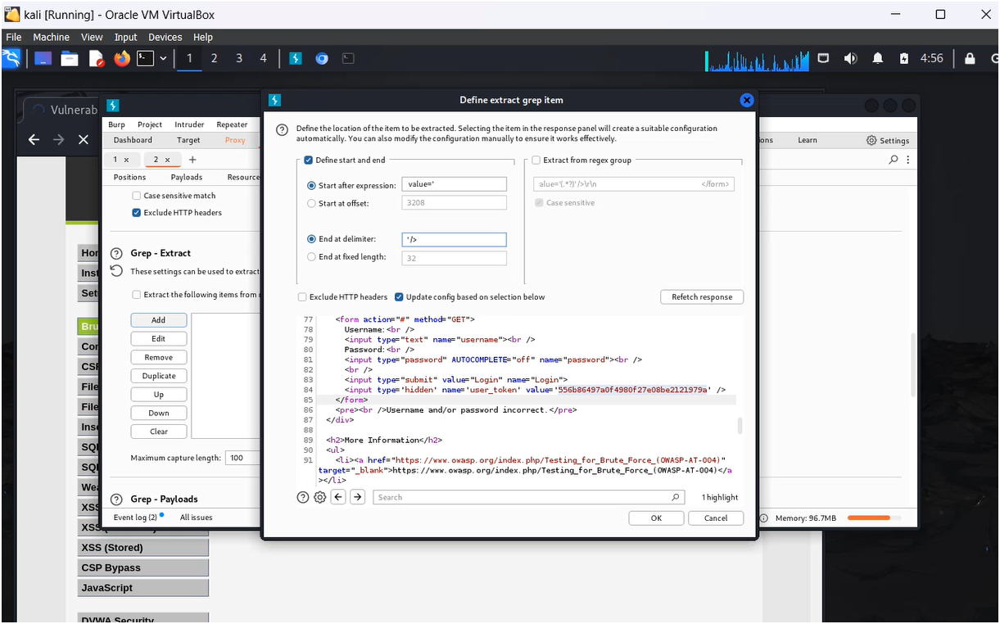 kali [Running] - Oracle VM VirtualBox
File Machine View Input Devices Help
1 2 3 4 4:56
Vulnerab
Burp Project Intruder Repeater
Dashboard Target Proxy Learn Settings
1 × 2 × +
Positions Payloads Resource
Case sensitive match
Exclude HTTP headers
Grep - Extract
These settings can be used to extract
Extract the following items from
Add
Edit
Remove
Duplicate
Up
Down
Clear
Maximum capture length: 100
Grep - Payloads
Event log (2) All issues
Memory: 96.7MB
Define extract grep item
Define the location of the item to be extracted. Selecting the item in the response panel will create a suitable configuration
automatically. You can also modify the configuration manually to ensure it works effectively.
Define start and end
Start after expression: value='
Start at offset: 3208
End at delimiter: '/>
End at fixed length: 32
Extract from regex group
alue='(.*?)'/>\r\n </form>
Case sensitive
Exclude HTTP headers Update config based on selection below Refetch response
77 <form action="#" method="GET">
78 Username:<br />
79 <input type="text" name="username"><br />
80 Password:<br />
81 <input type="password" AUTOCOMPLETE="off" name="password"><br />
82 <br />
83 <input type="submit" value="Login" name="Login">
84 <input type='hidden' name='user_token' value='556b86497a0f4980f27e08be2121979a' />
85 </form>
86 <pre><br />Username and/or password incorrect.</pre>
87 </div>
88
89 <h2>More Information</h2>
90 <ul>
91 <li><a href="https://www.owasp.org/index.php/Testing_for_Brute_Force_(OWASP-AT-004)"
target="_blank">https://www.owasp.org/index.php/Testing_for_Brute_Force_(OWASP-AT-004)</a
></li>
Search 1 highlight
OK Cancel
Hor
Inst
Set
Bru
Con
CSF
File
File
Inse
SQ
SQ
Wea
XSS
XSS (Stored)
CSP Bypass
JavaScript
DVWA Security